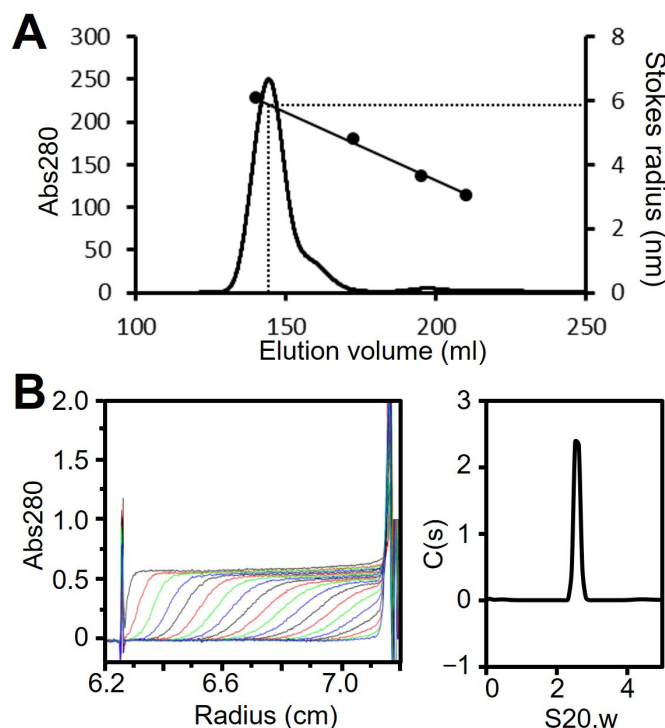 A
300
250
200
150
100
50
0
Abs280
8
6
4
2
0
Stokes radius (nm)
100 150 200 250
Elution volume (ml)
B
2.0
1.5
1.0
0.5
0
Abs280
6.2 6.6 7.0
Radius (cm)
3
2
1
0
−1
C(s)
0 2 4
S20,w